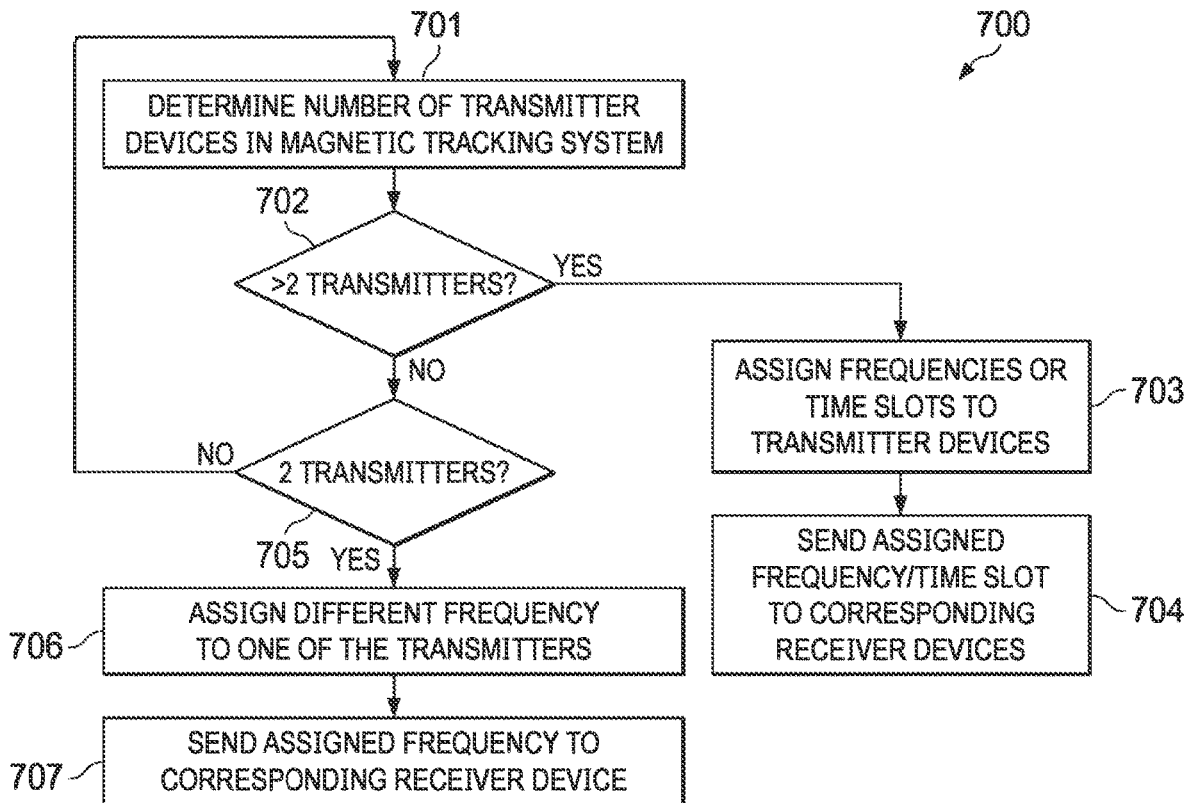 701
700
DETERMINE NUMBER OF TRANSMITTER
DEVICES IN MAGNETIC TRACKING SYSTEM
702
>2 TRANSMITTERS?
YES
NO
ASSIGN FREQUENCIES OR
TIME SLOTS TO
TRANSMITTER DEVICES
703
NO
2 TRANSMITTERS?
705
YES
SEND ASSIGNED
FREQUENCY/TIME SLOT
TO CORRESPONDING
RECEIVER DEVICES
704
706
ASSIGN DIFFERENT FREQUENCY
TO ONE OF THE TRANSMITTERS
707
SEND ASSIGNED FREQUENCY TO
CORRESPONDING RECEIVER DEVICE